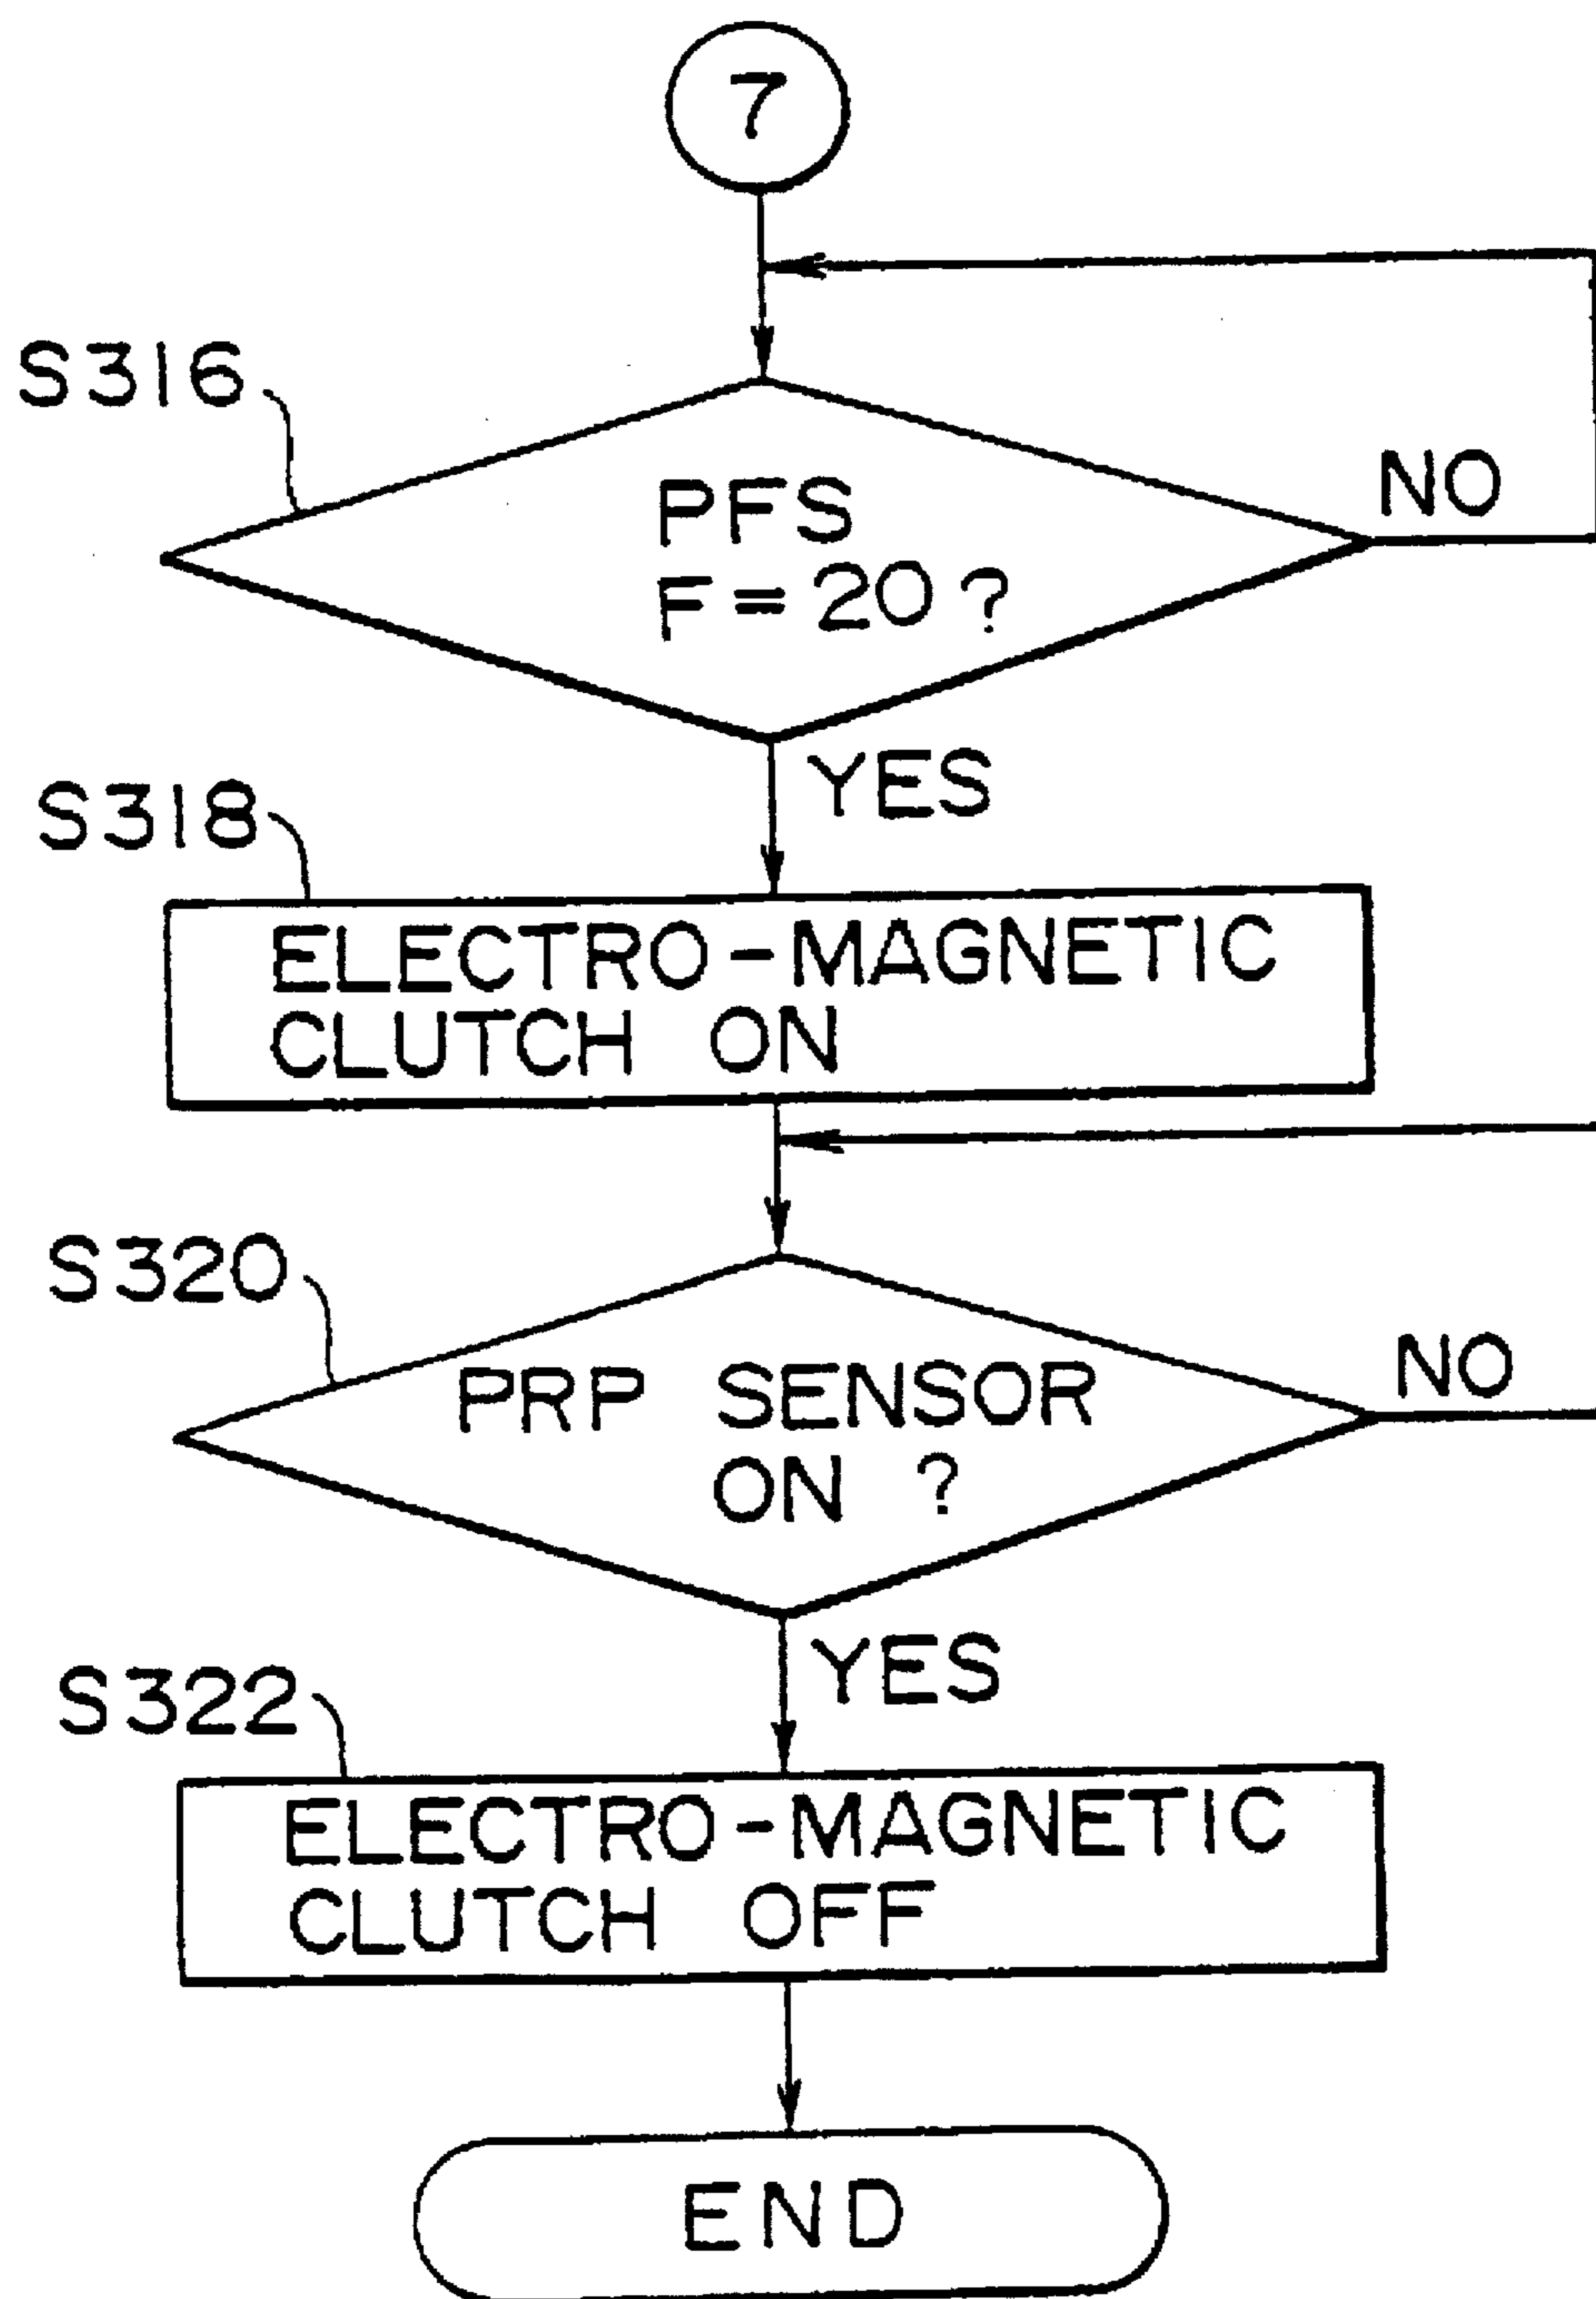 7
S316
PFS
F=20?
NO
YES
S318
ELECTRO-MAGNETIC
CLUTCH ON
S320
PRP SENSOR
ON ?
NO
YES
S322
ELECTRO-MAGNETIC
CLUTCH OFF
END